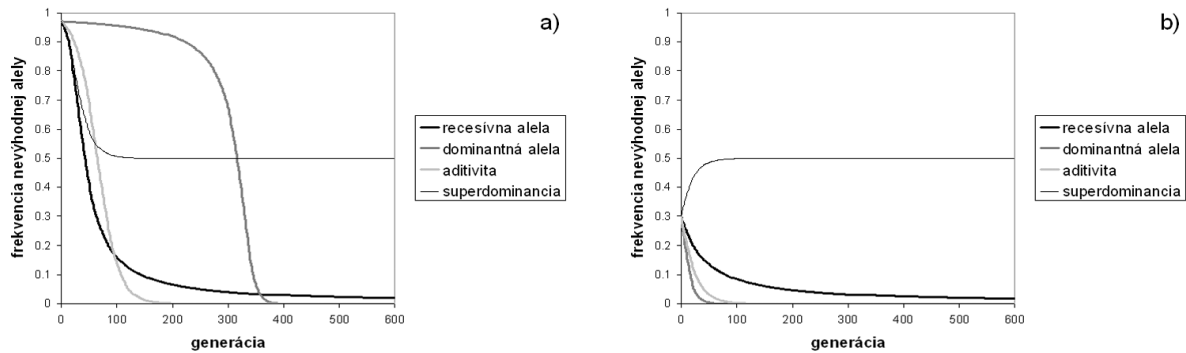 a)
frekvencia nevýhodnej alely
1
0.9
0.8
0.7
0.6
0.5
0.4
0.3
0.2
0.1
0
0 100 200 300 400 500 600
generácia
recesívna alela
dominantná alela
aditivita
superdominancia
b)
frekvencia nevýhodnej alely
1
0.9
0.8
0.7
0.6
0.5
0.4
0.3
0.2
0.1
0
0 100 200 300 400 500 600
generácia
recesívna alela
dominantná alela
aditivita
superdominancia